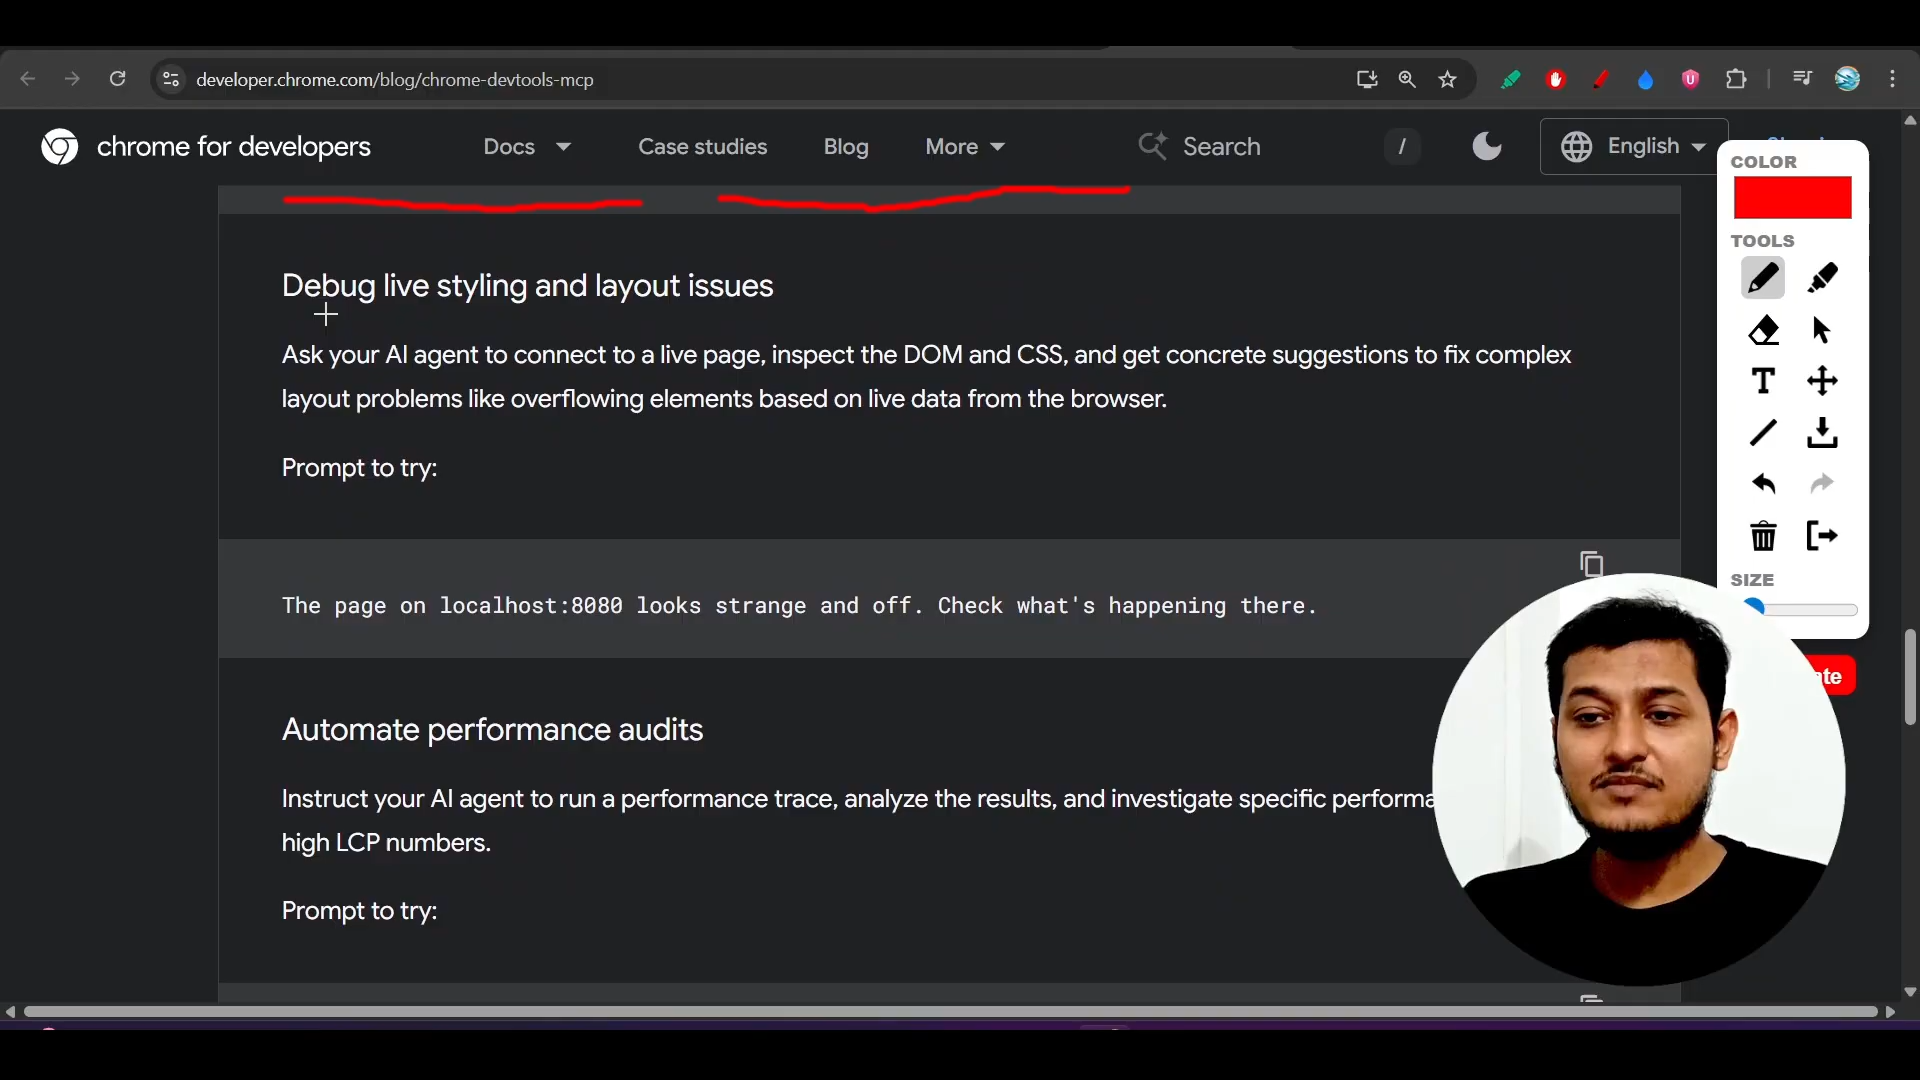 developer.chrome.com/blog/chrome-devtools-mcp
chrome for developers
Docs
Case studies
Blog
More
Search
/
English
COLOR
TOOLS
T
SIZE
Debug live styling and layout issues
Ask your AI agent to connect to a live page, inspect the DOM and CSS, and get concrete suggestions to fix complex
layout problems like overflowing elements based on live data from the browser.
Prompt to try:
The page on localhost:8080 looks strange and off. Check what's happening there.
Automate performance audits
Instruct your AI agent to run a performance trace, analyze the results, and investigate specific performa
high LCP numbers.
Prompt to try: